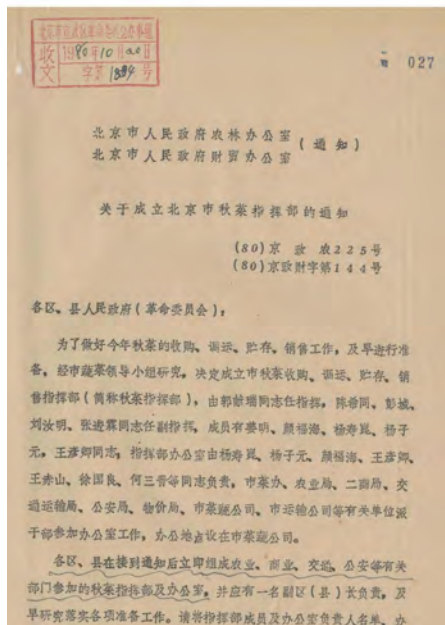 收文
1980年10月20日
字第1884号
027
北京市人民政府农林办公室
北京市人民政府财贸办公室
(通知)
关于成立北京市秋菜指挥部的通知
(80)京政农225号
(80)京政财字第144号
各区、县人民政府(革命委员会):
为了做好今年秋菜的收购、调运、贮存、销售工作,及早进行准
备,经市蔬菜领导小组研究,决定成立市秋菜收购、调运、贮存、销
售指挥部(简称秋菜指挥部),由郭献瑞同志任指挥,陈希同、彭城、
刘汝明、张进霖同志任副指挥,成员有要明、颜福海、杨寿崑、杨子
元,王彦卿同志,指挥部办公室由杨寿崑、杨子元、颜福海、王彦卿、
王秀山、徐国良、何三晋等同志负责,市菜办、农业局、二商局、交
通运输局、公安局、物价局、市菜蔬公司、市运输公司等有关单位派
干部参加办公室工作,办公地点议在市菜蔬公司。
各区、县在接到通知后立即组成农业、商业、交通、公安等有关
部门参加的秋菜指挥部及办公室,并应有一名副区(县)长负责,及
早研究落实各项准备工作。请将指挥部成员及办公室负责人名单、办